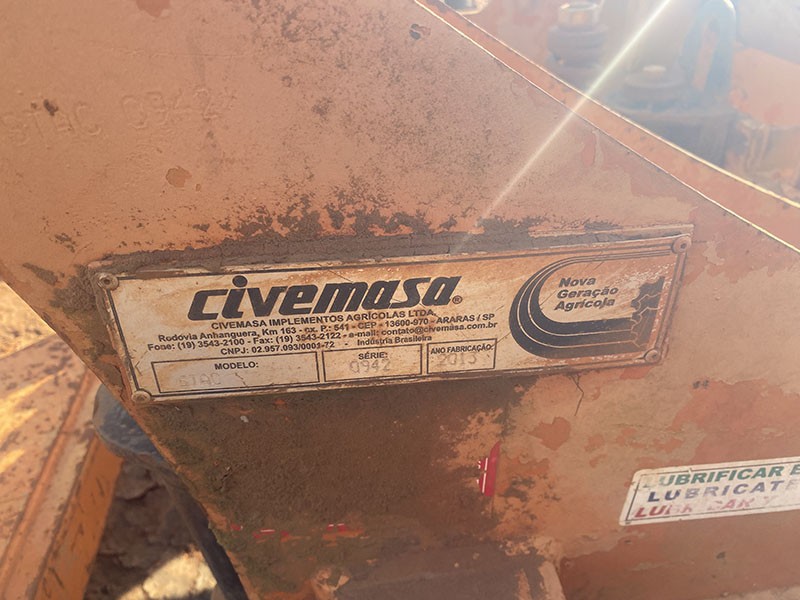 0942
civemasa®
Nova
Geração
Agrícola
CIVEMASA IMPLEMENTOS AGRÍCOLAS LTDA.
Rodovia Anhanguera, Km 163 - cx. P.: 541 - CEP - 13600-970 - ARARAS / SP
Fone: (19) 3543-2100 - Fax: (19) 3543-2122 - e-mail: contato@civemasa.com.br
CNPJ: 02.957.093/0001-72 - Indústria Brasileira
MODELO:
SÉRIE:
0942
ANO FABRICAÇÃO:
2013
LUBRIFICAR
LUBRICATE
LUBRICAR